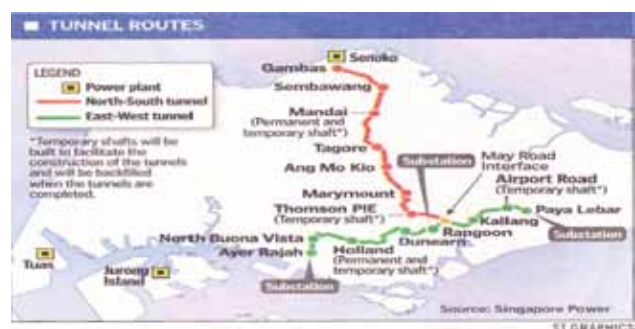 TUNNEL ROUTES
LEGEND
Power plant
North-South tunnel
East-West tunnel
*Temporary shafts will be
built to facilitate the
construction of the tunnels
and will be backfilled
when the tunnels are
completed.
Senoko
Gambas
Sembawang
Mandai
(Permanent and
temporary shaft*)
Tagore
Ang Mo Kio
Substation
May Road
Interface
Airport Road
(Temporary shaft*)
Marymount
Thomson PIE
(Temporary shaft*)
Paya Lebar
Kallang
Rangoon
Substation
North Buona Vista
Dunearn
Ayer Rajah
Holland
(Permanent and
temporary shaft*)
Tuas
Jurong
Island
Substation
Source: Singapore Power
ST GRAPHICS